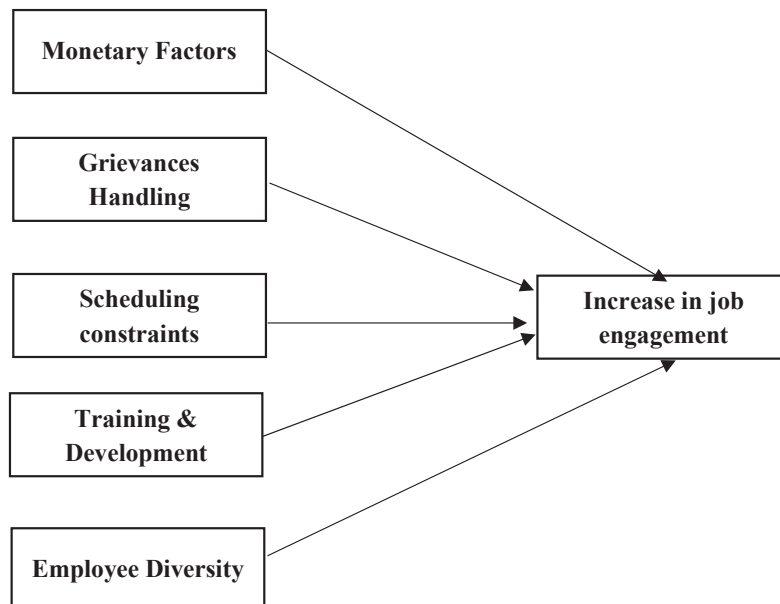 Monetary Factors
Grievances
Handling
Scheduling
constraints
Increase in job
engagement
Training &
Development
Employee Diversity